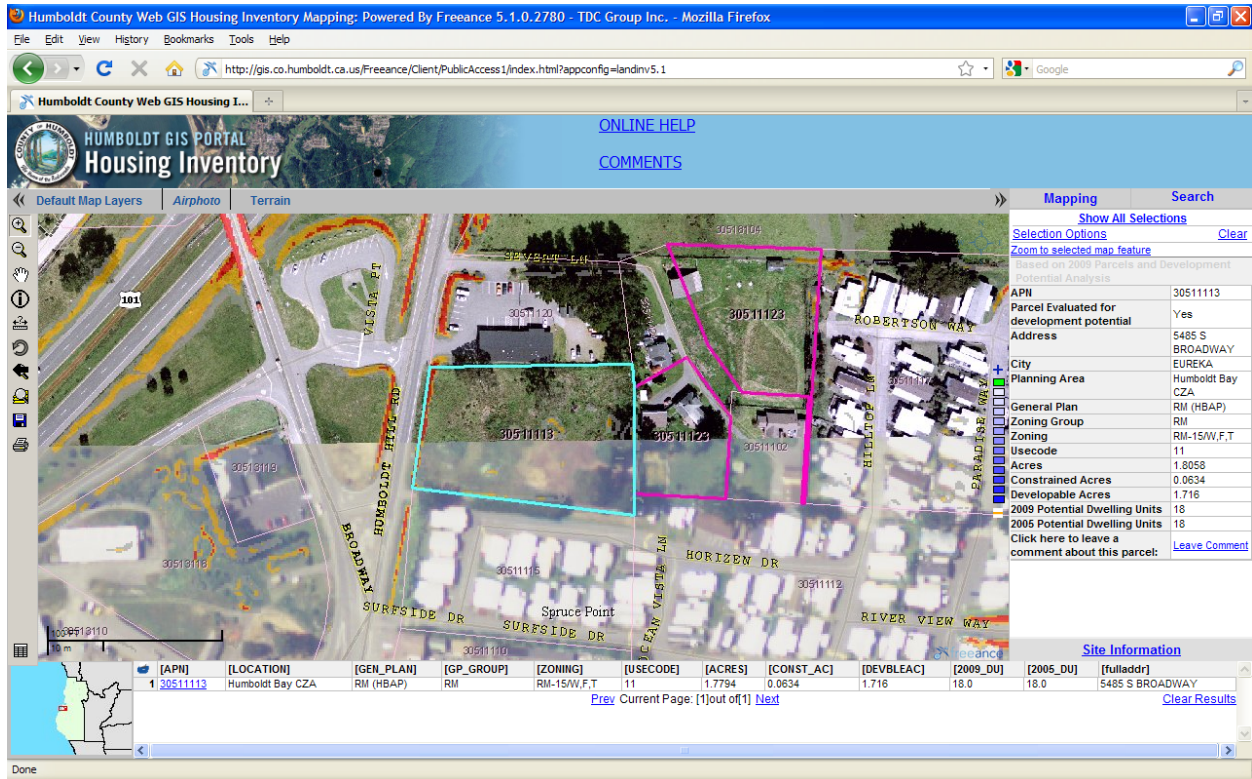 Humboldt County Web GIS Housing Inventory Mapping: Powered By Freeance 5.1.0.2780 - TDC Group Inc. - Mozilla Firefox
File Edit View History Bookmarks Tools Help
http://gis.co.humboldt.ca.us/Freeance/Client/PublicAccess1/index.html?appconfig=landinv5.1
Google
Humboldt County Web GIS Housing I...
HUMBOLDT GIS PORTAL
Housing Inventory
ONLINE HELP
COMMENTS
Default Map Layers Airphoto Terrain
Mapping Search
Show All Selections
Selection Options Clear
Zoom to selected map feature
Based on 2009 Parcels and Development
Potential Analysis
APN 30511113
Parcel Evaluated for
development potential Yes
Address 5485 S
BROADWAY
City EUREKA
Planning Area Humboldt Bay
CZA
General Plan RM (HBAP)
Zoning Group RM
Zoning RM-15/W,F,T
Usecode 11
Acres 1.8058
Constrained Acres 0.0634
Developable Acres 1.716
2009 Potential Dwelling Units 18
2005 Potential Dwelling Units 18
Click here to leave a
comment about this parcel: Leave Comment
Site Information
101
VISTA PT
HUMBOLDT HILL RD
BROADWAY
30518104
30511120
30511123
ROBERTSON WAY
30511113
30511123
30511102
HILLTOP LN
PARADISE WAY
30513118
HORIZEN DR
30511115
30511112
Spruce Point
SURFSIDE DR
SURFSIDE DR
RIVER VIEW WAY
30511110
10 m
freeance
[APN] [LOCATION] [GEN_PLAN] [GP_GROUP] [ZONING] [USECODE] [ACRES] [CONST_AC] [DEVBLEAC] [2009_DU] [2005_DU] [fulladdr]
1 30511113 Humboldt Bay CZA RM (HBAP) RM RM-15/W,F,T 11 1.7794 0.0634 1.716 18.0 18.0 5485 S BROADWAY
Prev Current Page: [1]out of[1] Next
Clear Results
Done